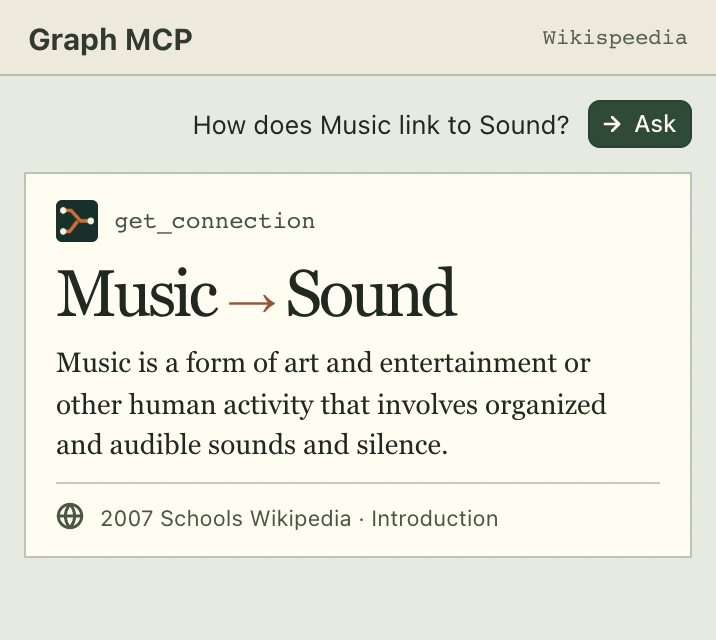 Graph MCP
Wikispeedia
How does Music link to Sound?
→ Ask
get_connection
Music → Sound
Music is a form of art and entertainment or
other human activity that involves organized
and audible sounds and silence.
2007 Schools Wikipedia · Introduction